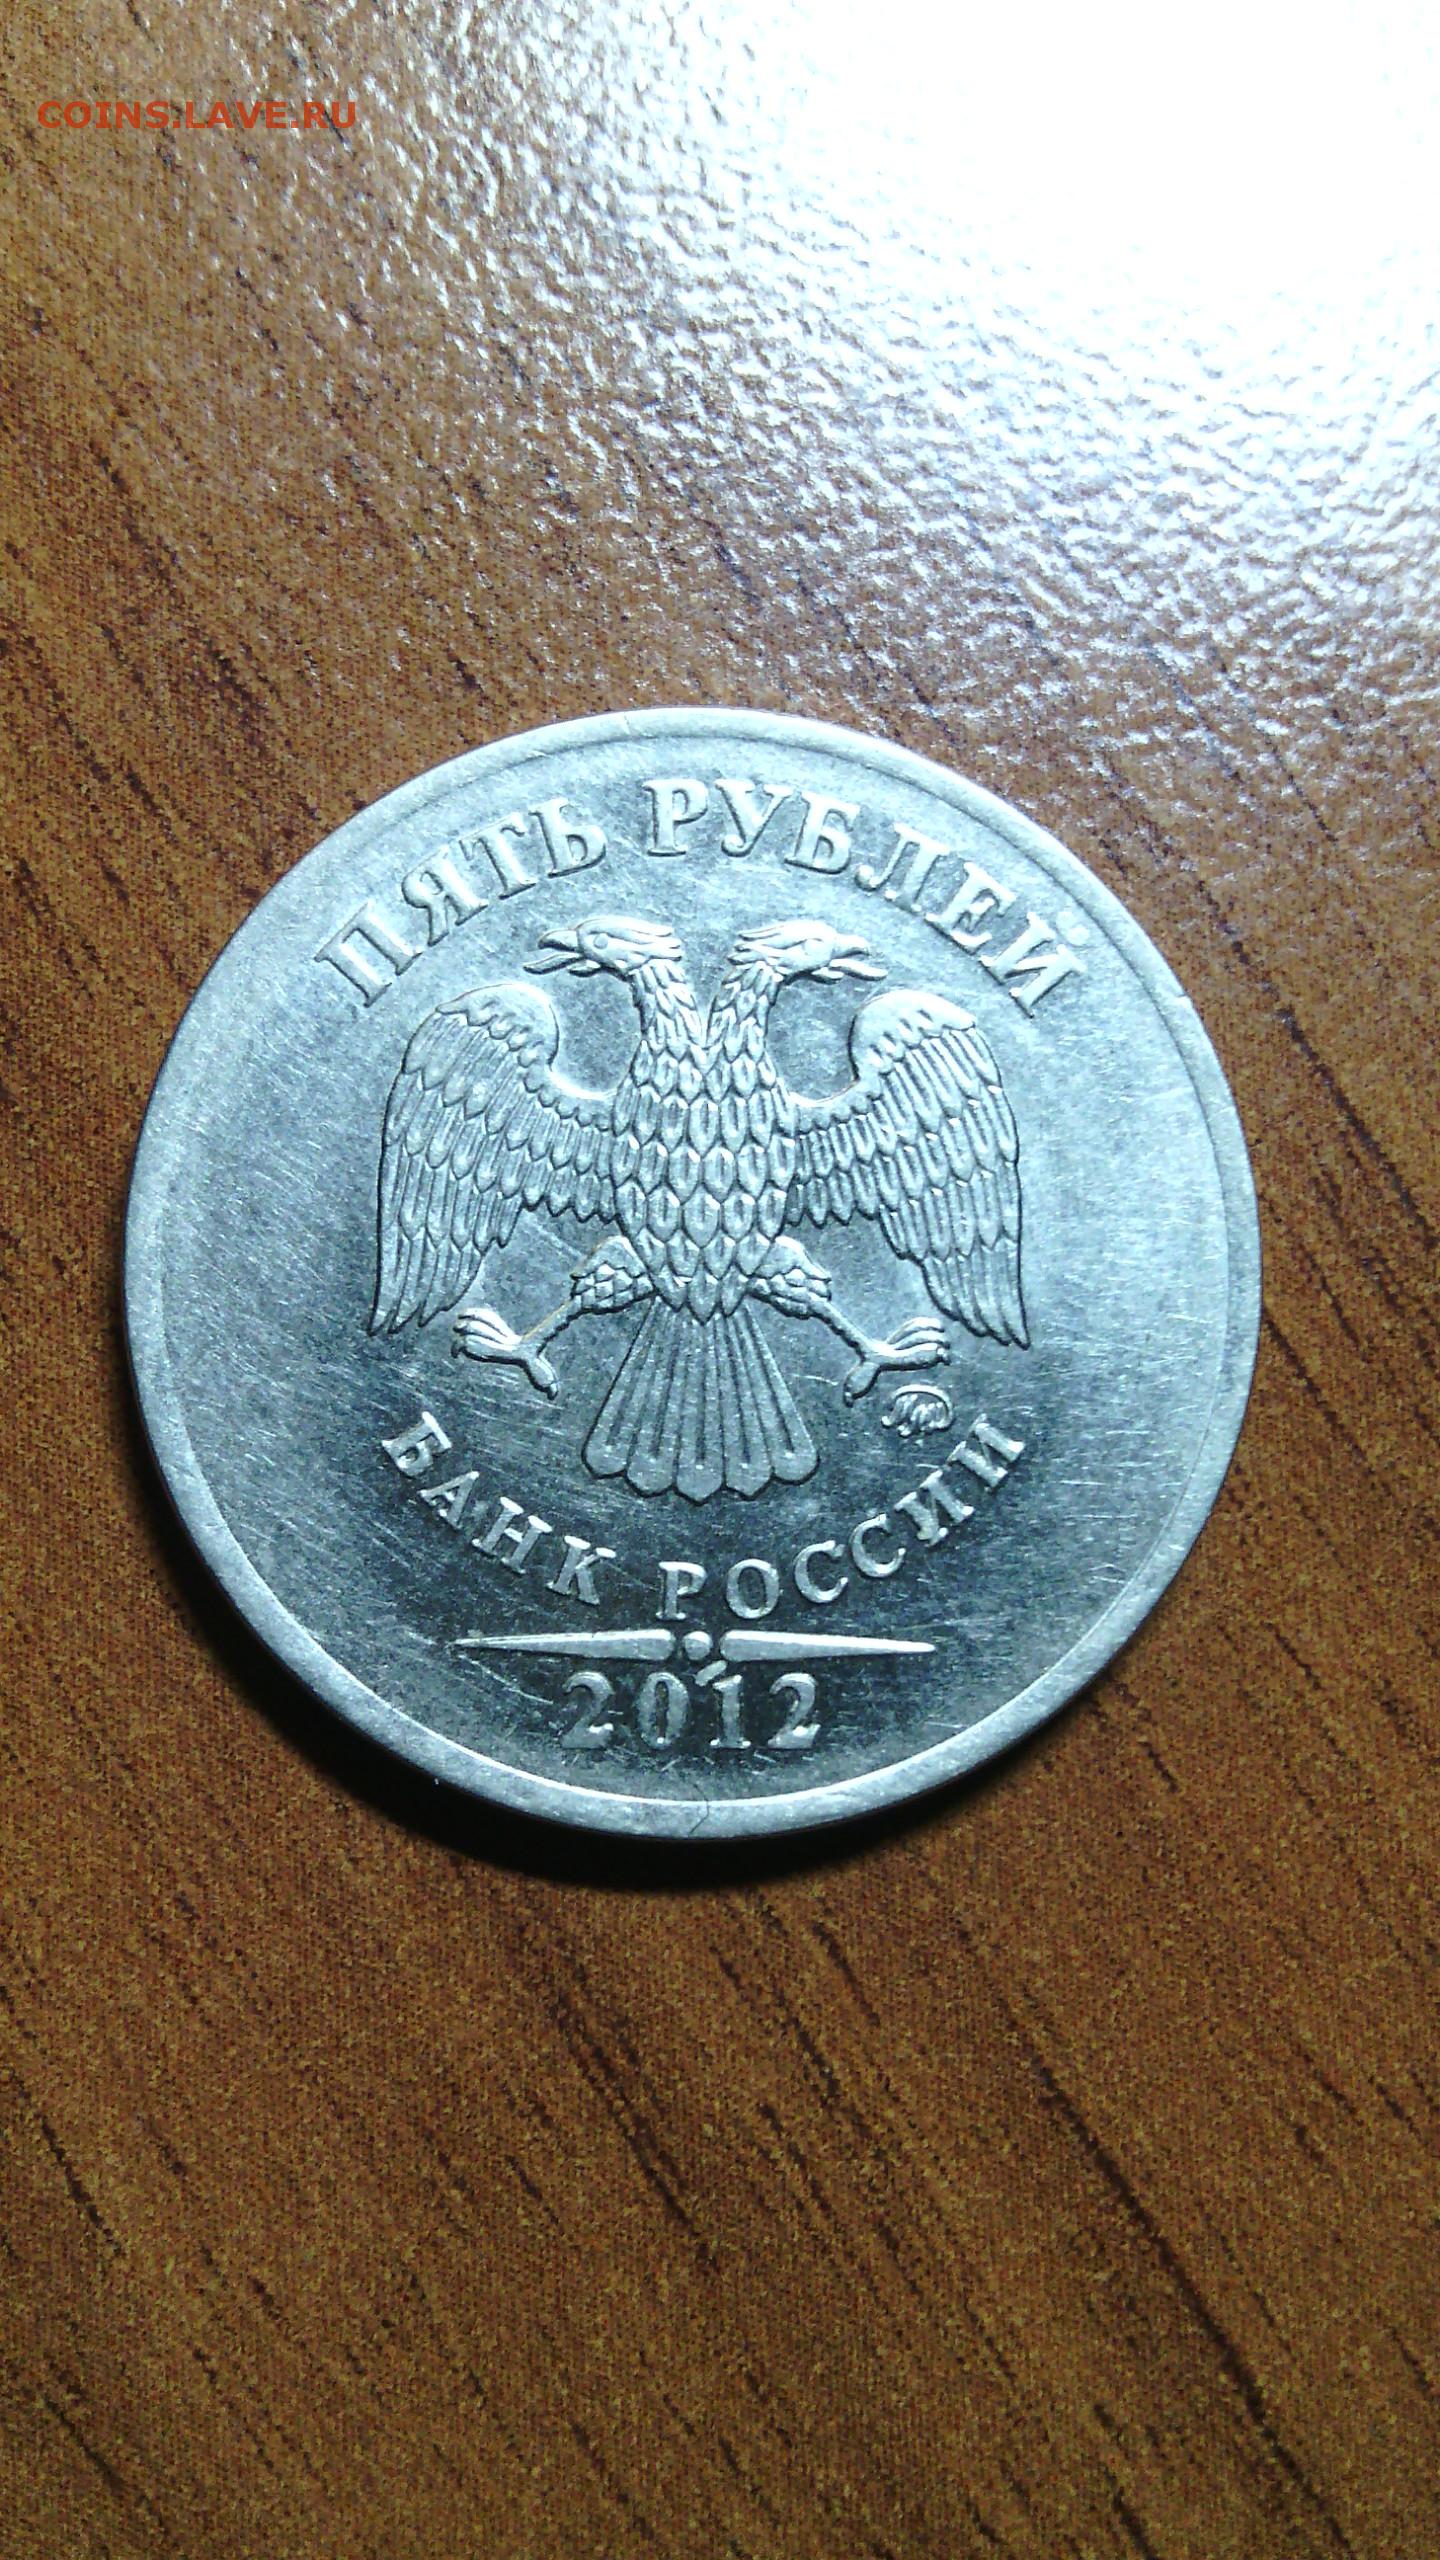 COINS.LAVE.RU
ПЯТЬ РУБЛЕЙ
БАНК РОССИИ
2012